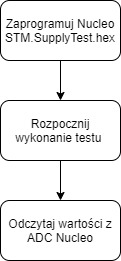 Zaprogramuj Nucleo
STM.SupplyTest.hex
Rozpocznij
wykonanie testu
Odczytaj wartości z
ADC Nucleo